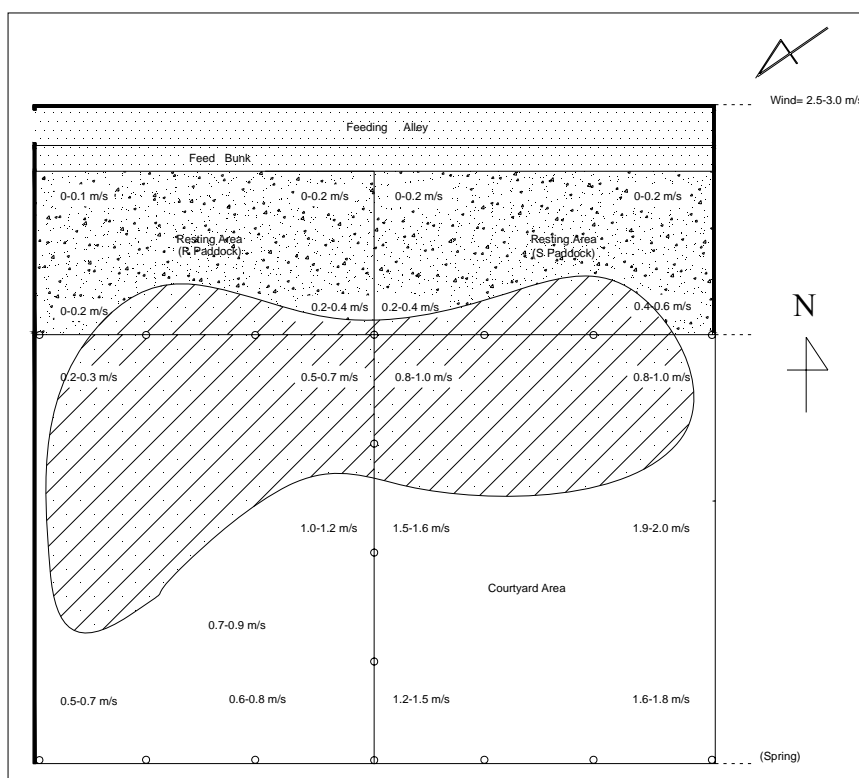 Wind= 2.5-3.0 m/s
Feeding Alley
Feed Bunk
0-0.1 m/s 0-0.2 m/s 0-0.2 m/s 0-0.2 m/s
Resting Area Resting Area
(R Paddock) (S Paddock)
0-0.2 m/s 0.2-0.4 m/s 0.2-0.4 m/s 0.4-0.6 m/s
N
0.2-0.3 m/s 0.5-0.7 m/s 0.8-1.0 m/s 0.8-1.0 m/s
1.0-1.2 m/s 1.5-1.6 m/s 1.9-2.0 m/s
Courtyard Area
0.7-0.9 m/s
0.5-0.7 m/s 0.6-0.8 m/s 1.2-1.5 m/s 1.6-1.8 m/s
(Spring)